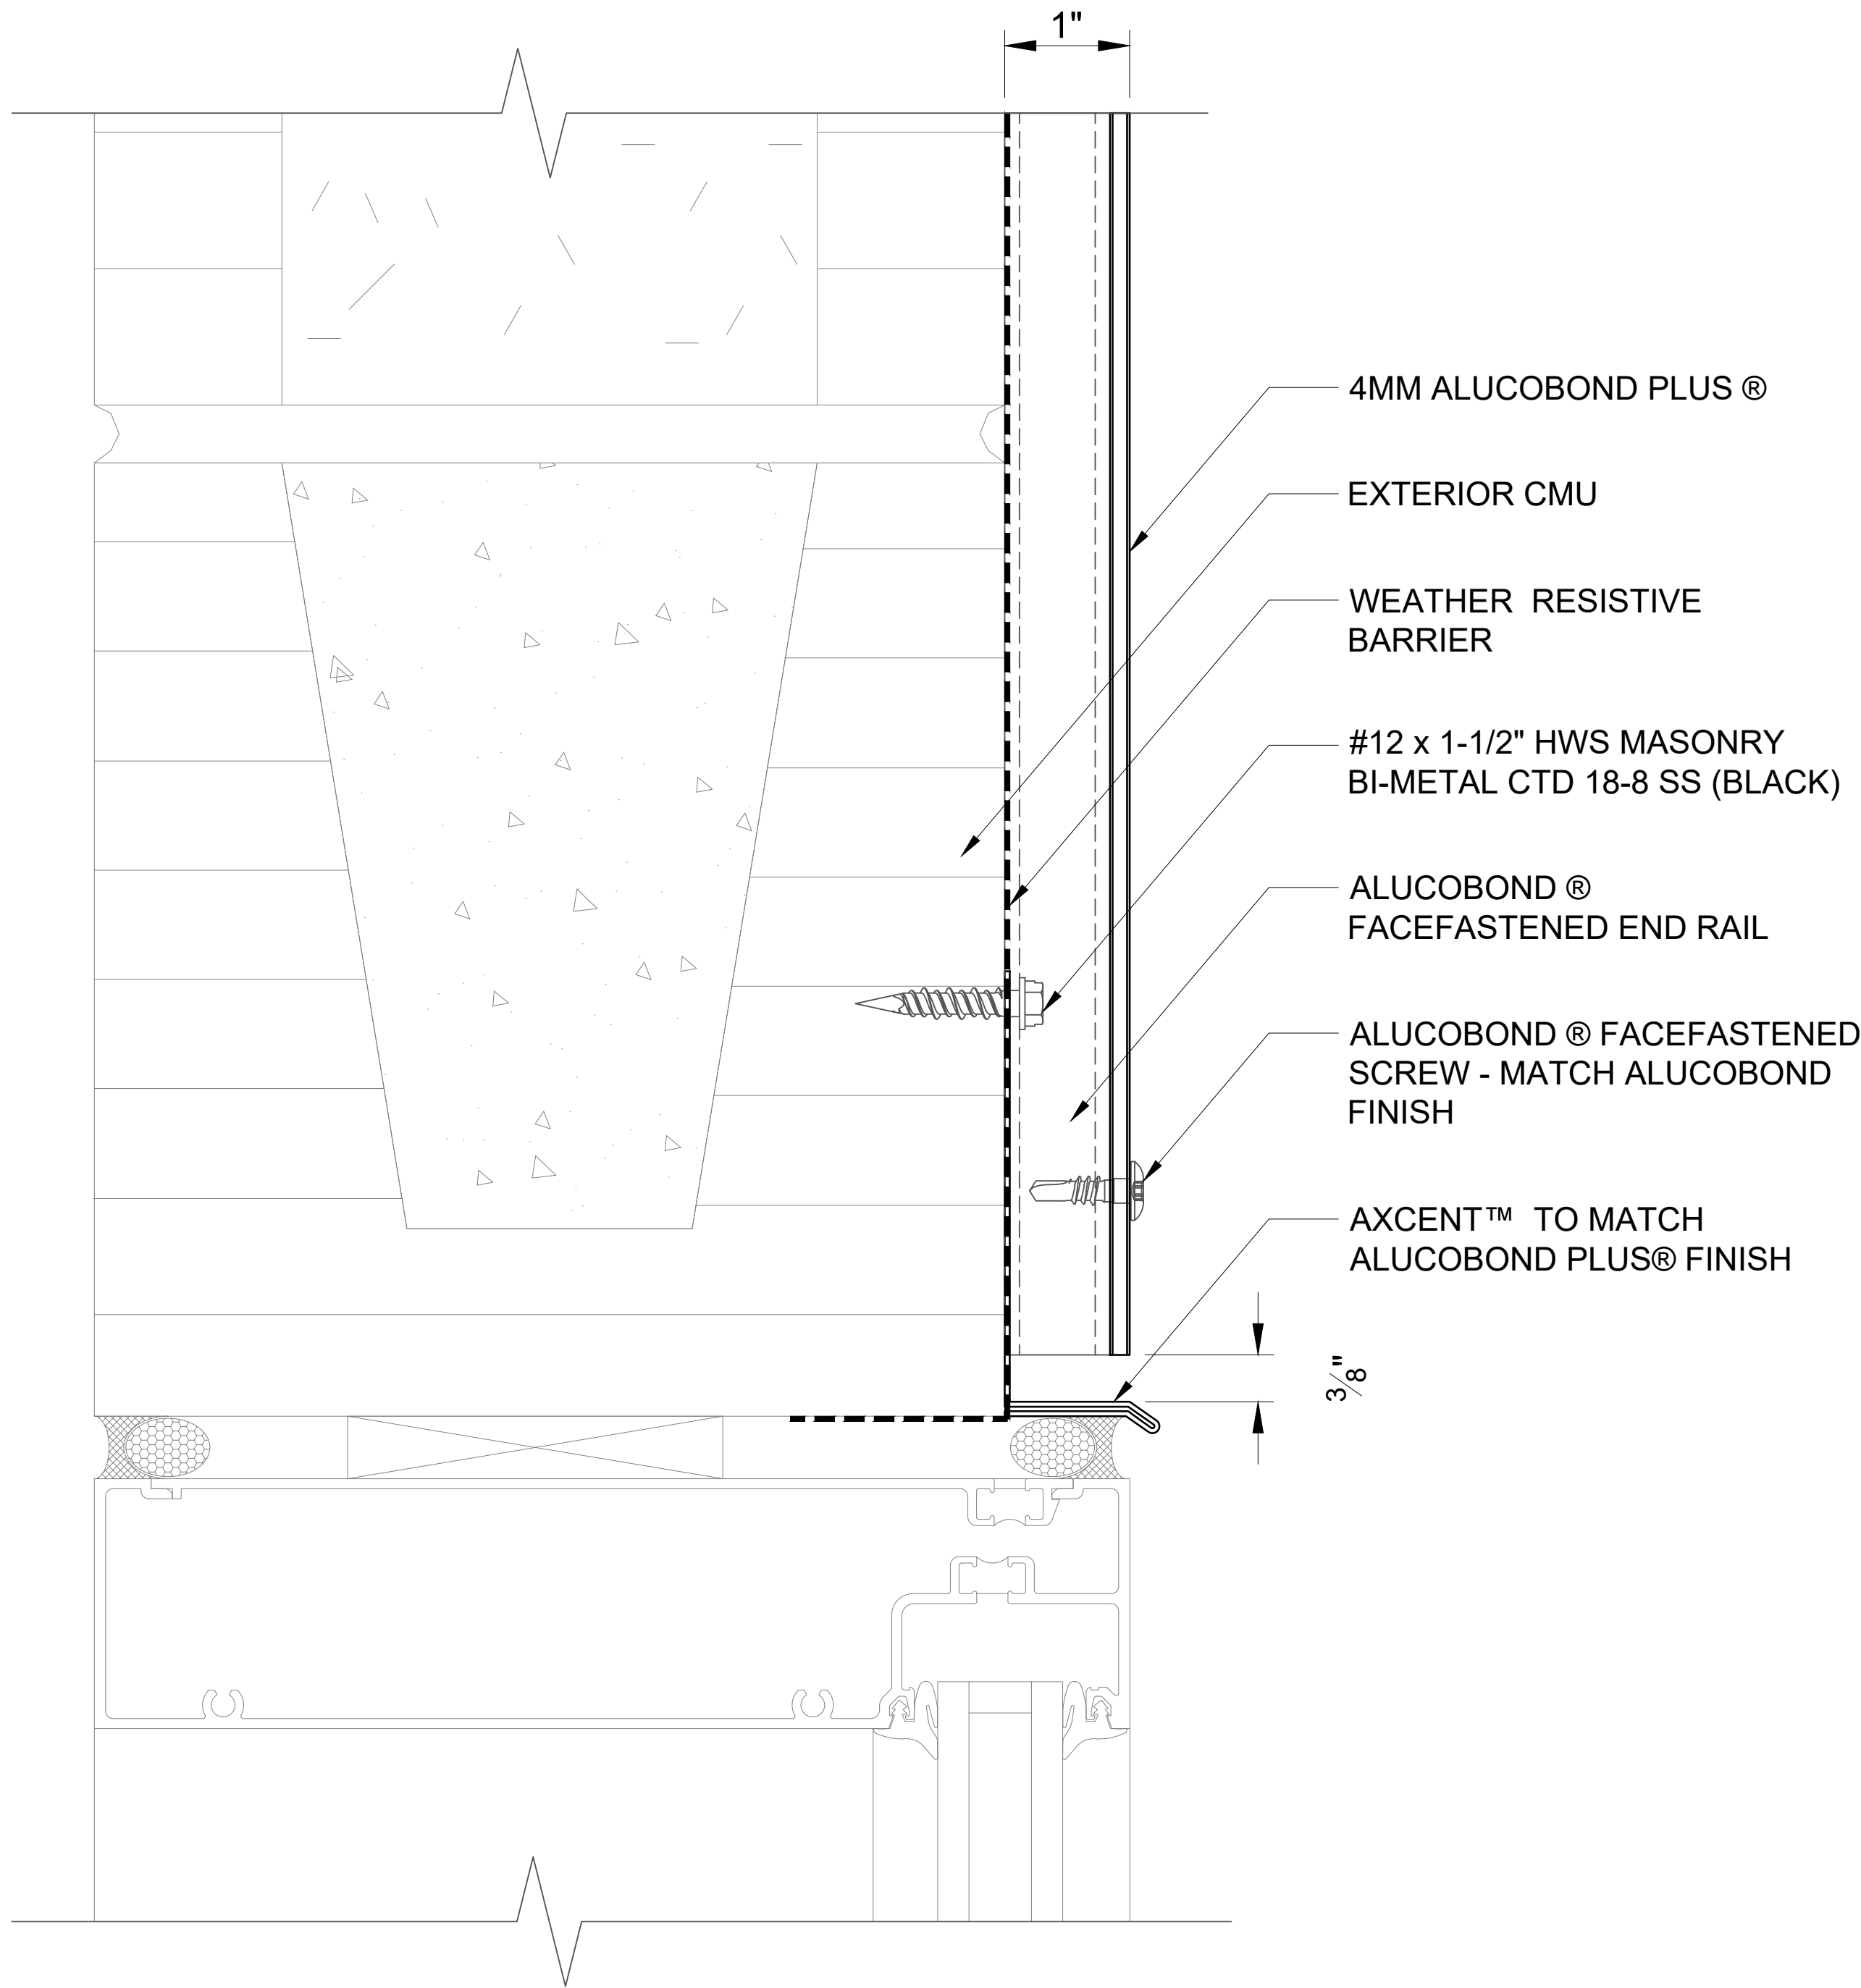 1"
4MM ALUCOBOND PLUS ®
EXTERIOR CMU
WEATHER RESISTIVE
BARRIER
#12 x 1-1/2" HWS MASONRY
BI-METAL CTD 18-8 SS (BLACK)
ALUCOBOND ®
FACEFASTENED END RAIL
ALUCOBOND ® FACEFASTENED
SCREW - MATCH ALUCOBOND
FINISH
AXCENT™ TO MATCH
ALUCOBOND PLUS® FINISH
3/8"